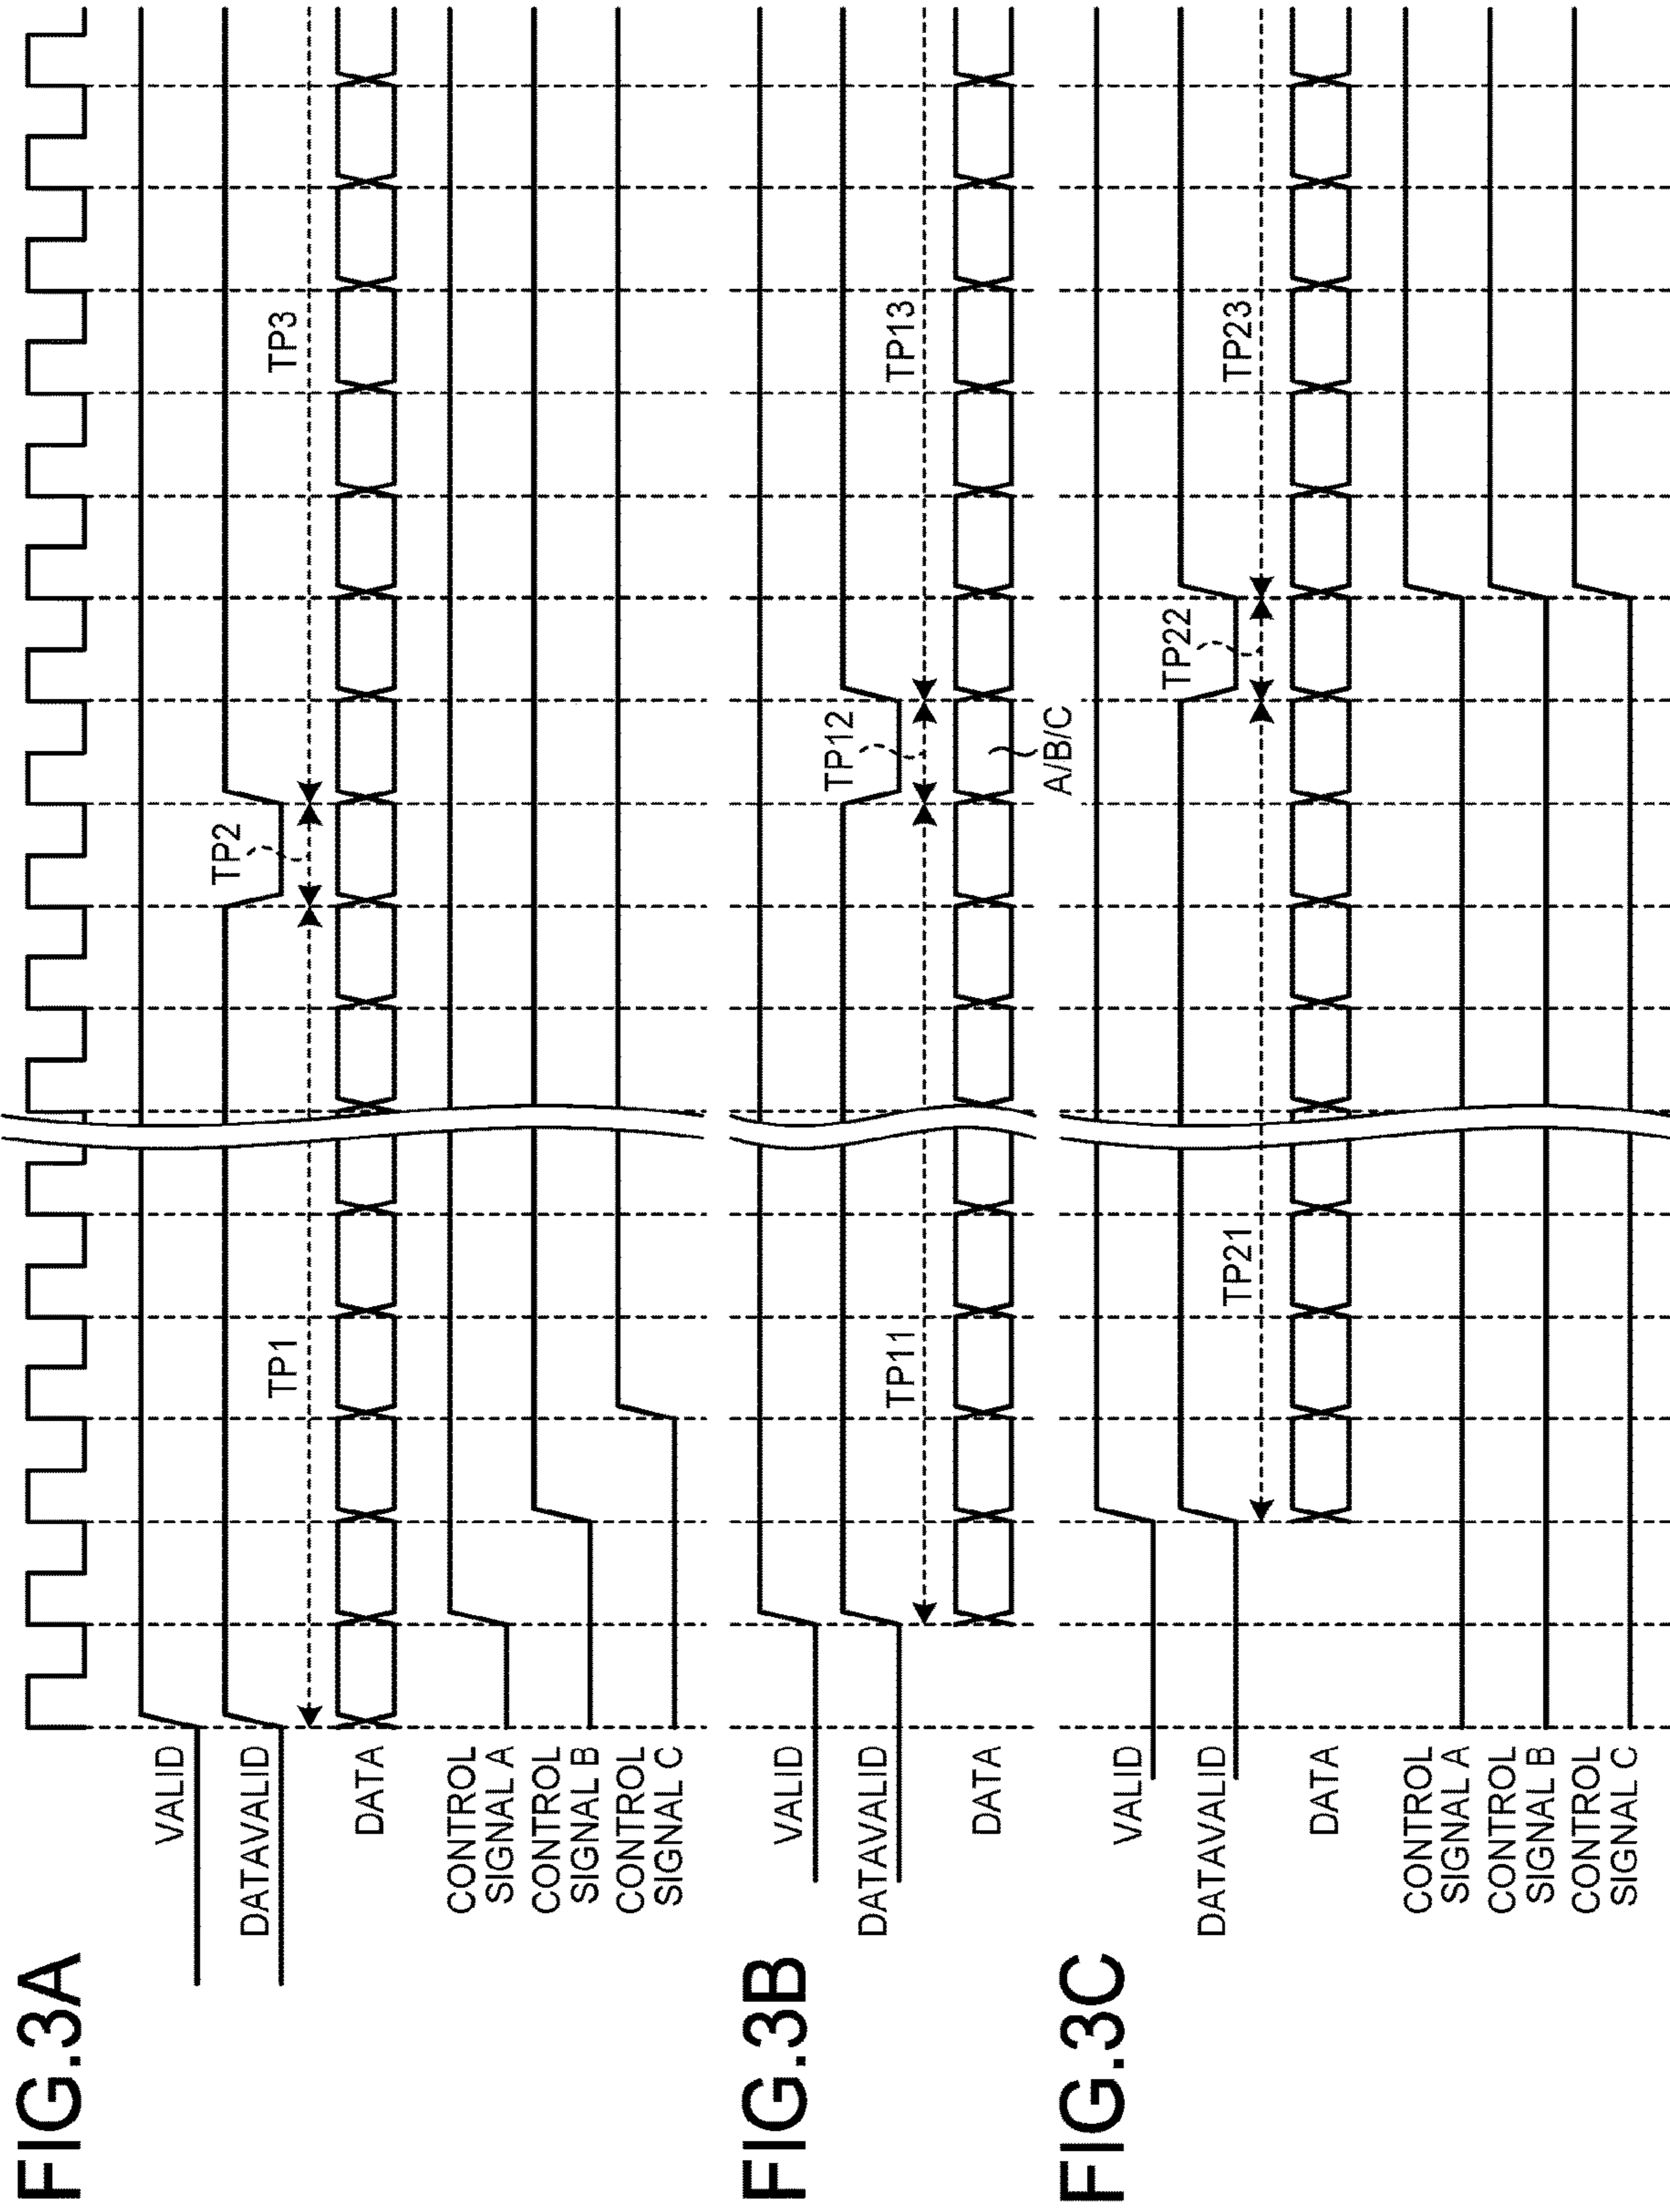 FIG.3A
VALID
DATAVALID
TP1
TP2
TP3
DATA
CONTROL
SIGNAL A
CONTROL
SIGNAL B
CONTROL
SIGNAL C
FIG.3B
VALID
DATAVALID
TP11
TP12
TP13
DATA
A/B/C
FIG.3C
VALID
DATAVALID
TP21
TP22
TP23
DATA
CONTROL
SIGNAL A
CONTROL
SIGNAL B
CONTROL
SIGNAL C